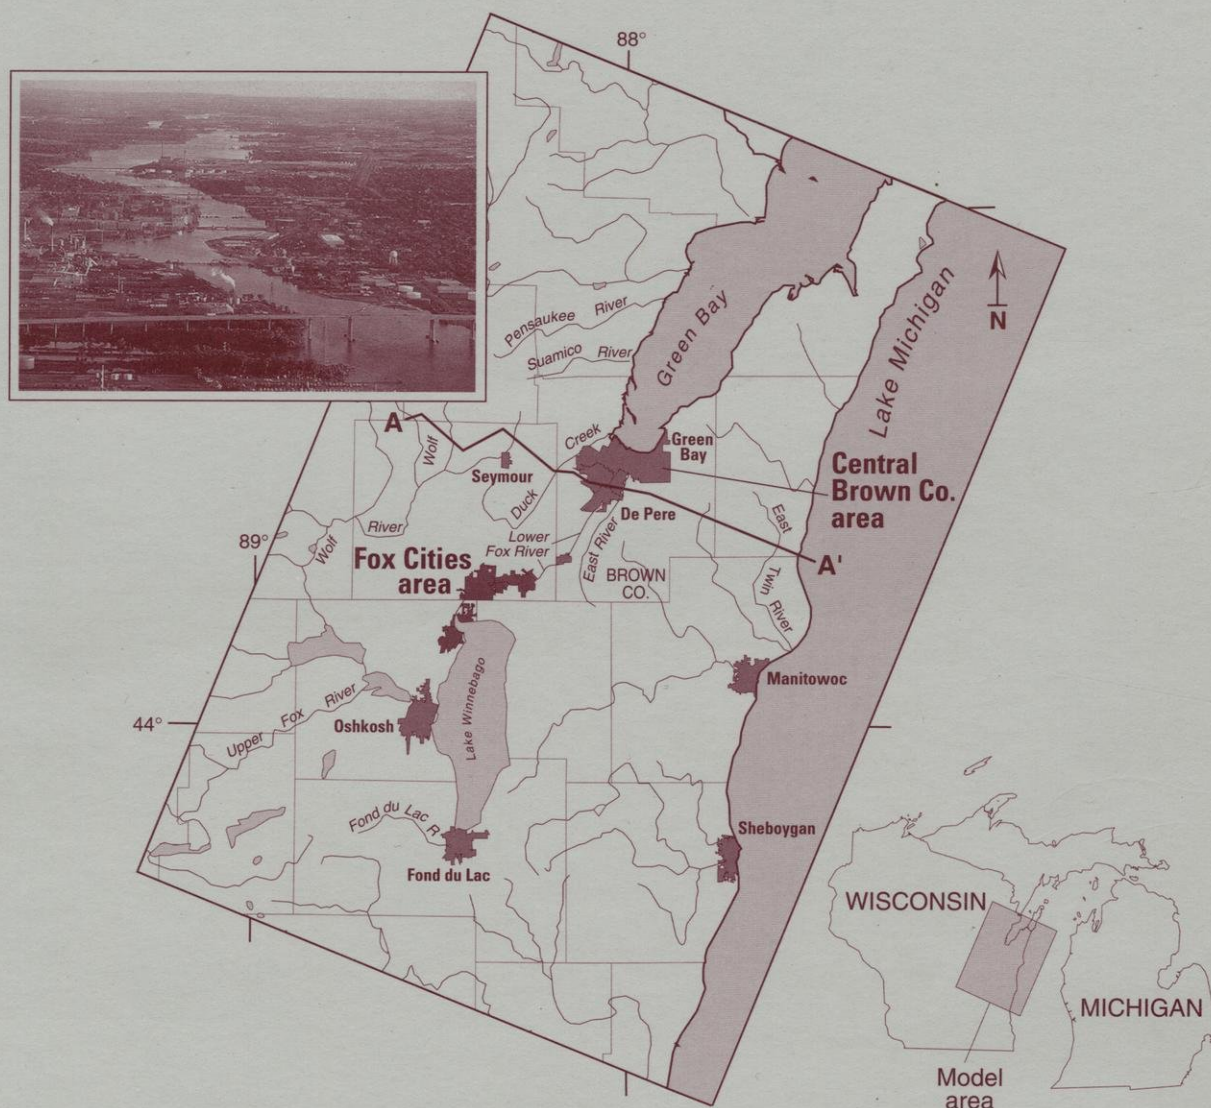 88°
N
Pensaukee River
Suamico River
Green Bay
Lake Michigan
A
Wolf
Creek
Green
Bay
Seymour
Duck
Central
Brown Co.
area
River
De Pere
Lower
Fox River
East River
East
Twin
River
A'
89°
Wolf
Fox Cities
area
BROWN
CO.
Manitowoc
Lake Winnebago
44°
Upper Fox River
Oshkosh
Fond du Lac R
Sheboygan
Fond du Lac
WISCONSIN
MICHIGAN
Model
area